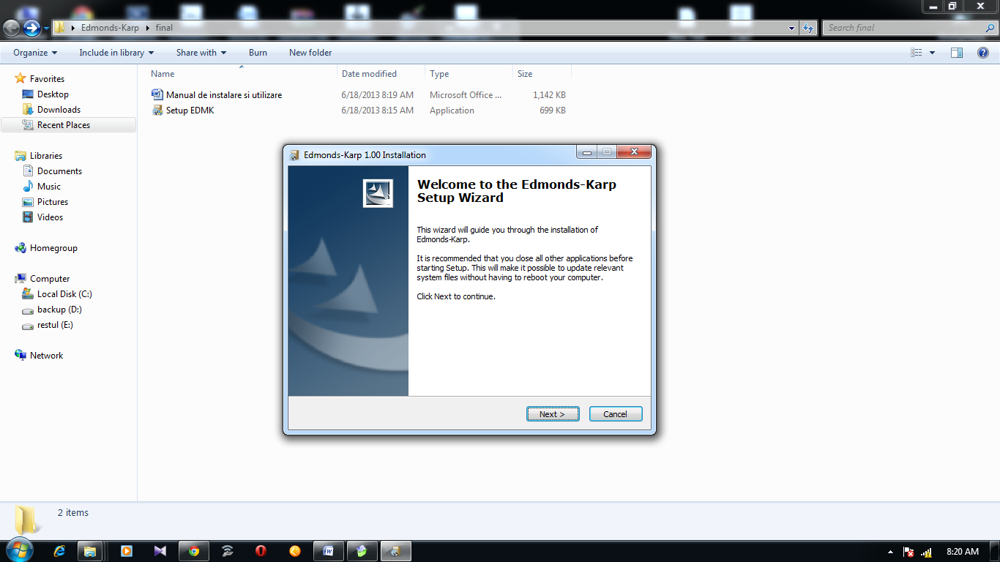 Edmonds-Karp
final
Search final
Organize
Include in library
Share with
Burn
New folder
Favorites
Desktop
Downloads
Recent Places
Libraries
Documents
Music
Pictures
Videos
Homegroup
Computer
Local Disk (C:)
backup (D:)
restul (E:)
Network
Name Date modified Type Size
Manual de instalare si utilizare 6/18/2013 8:19 AM Microsoft Office ... 1,142 KB
Setup EDMK 6/18/2013 8:15 AM Application 699 KB
Edmonds-Karp 1.00 Installation
Welcome to the Edmonds-Karp
Setup Wizard
This wizard will guide you through the installation of
Edmonds-Karp.
It is recommended that you close all other applications before
starting Setup. This will make it possible to update relevant
system files without having to reboot your computer.
Click Next to continue.
Next >
Cancel
2 items
8:20 AM